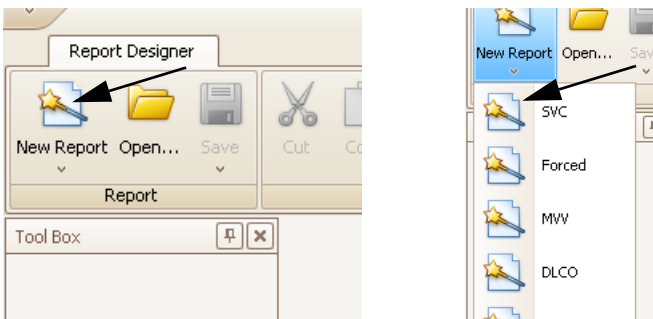 Report Designer
New Report Open... Save
Cut
Report
Tool Box
New Report Open...
SVC
Forced
MVV
DLCO